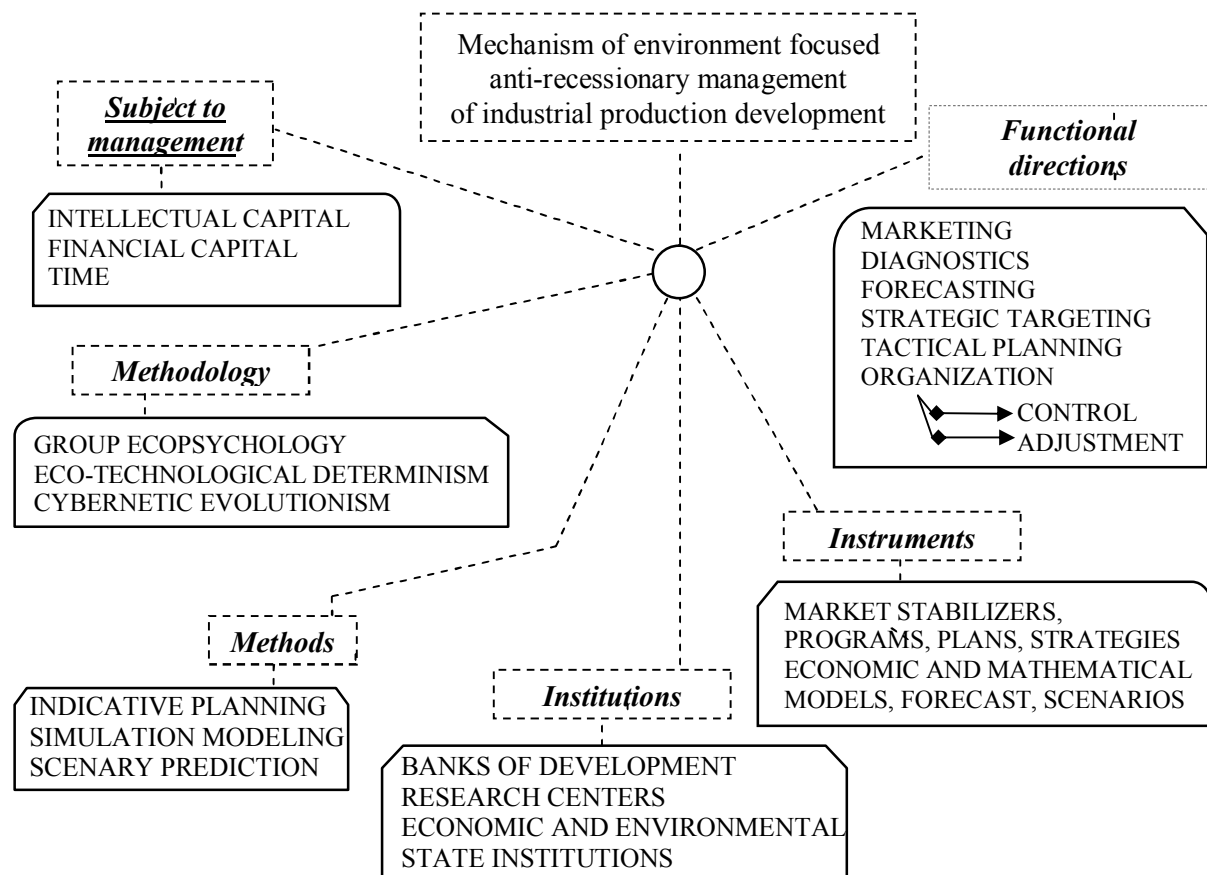 Mechanism of environment focused
anti-recessionary management
of industrial production development
Subject to
management
INTELLECTUAL CAPITAL
FINANCIAL CAPITAL
TIME
Functional
directions
MARKETING
DIAGNOSTICS
FORECASTING
STRATEGIC TARGETING
TACTICAL PLANNING
ORGANIZATION
CONTROL
ADJUSTMENT
Methodology
GROUP ECOPSYCHOLOGY
ECO-TECHNOLOGICAL DETERMINISM
CYBERNETIC EVOLUTIONISM
Instruments
MARKET STABILIZERS,
PROGRAMS, PLANS, STRATEGIES
ECONOMIC AND MATHEMATICAL
MODELS, FORECAST, SCENARIOS
Methods
INDICATIVE PLANNING
SIMULATION MODELING
SCENARY PREDICTION
Institutions
BANKS OF DEVELOPMENT
RESEARCH CENTERS
ECONOMIC AND ENVIRONMENTAL
STATE INSTITUTIONS